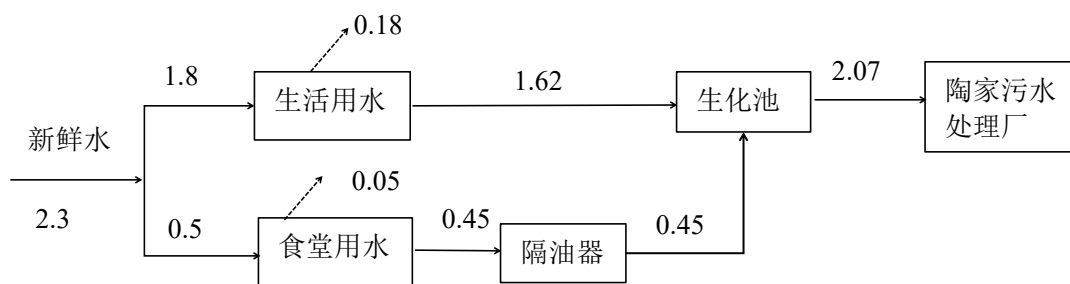 0.18
1.8
生活用水
1.62
生化池
2.07
陶家污水
处理厂
新鲜水
2.3
0.05
0.5
食堂用水
0.45
隔油器
0.45